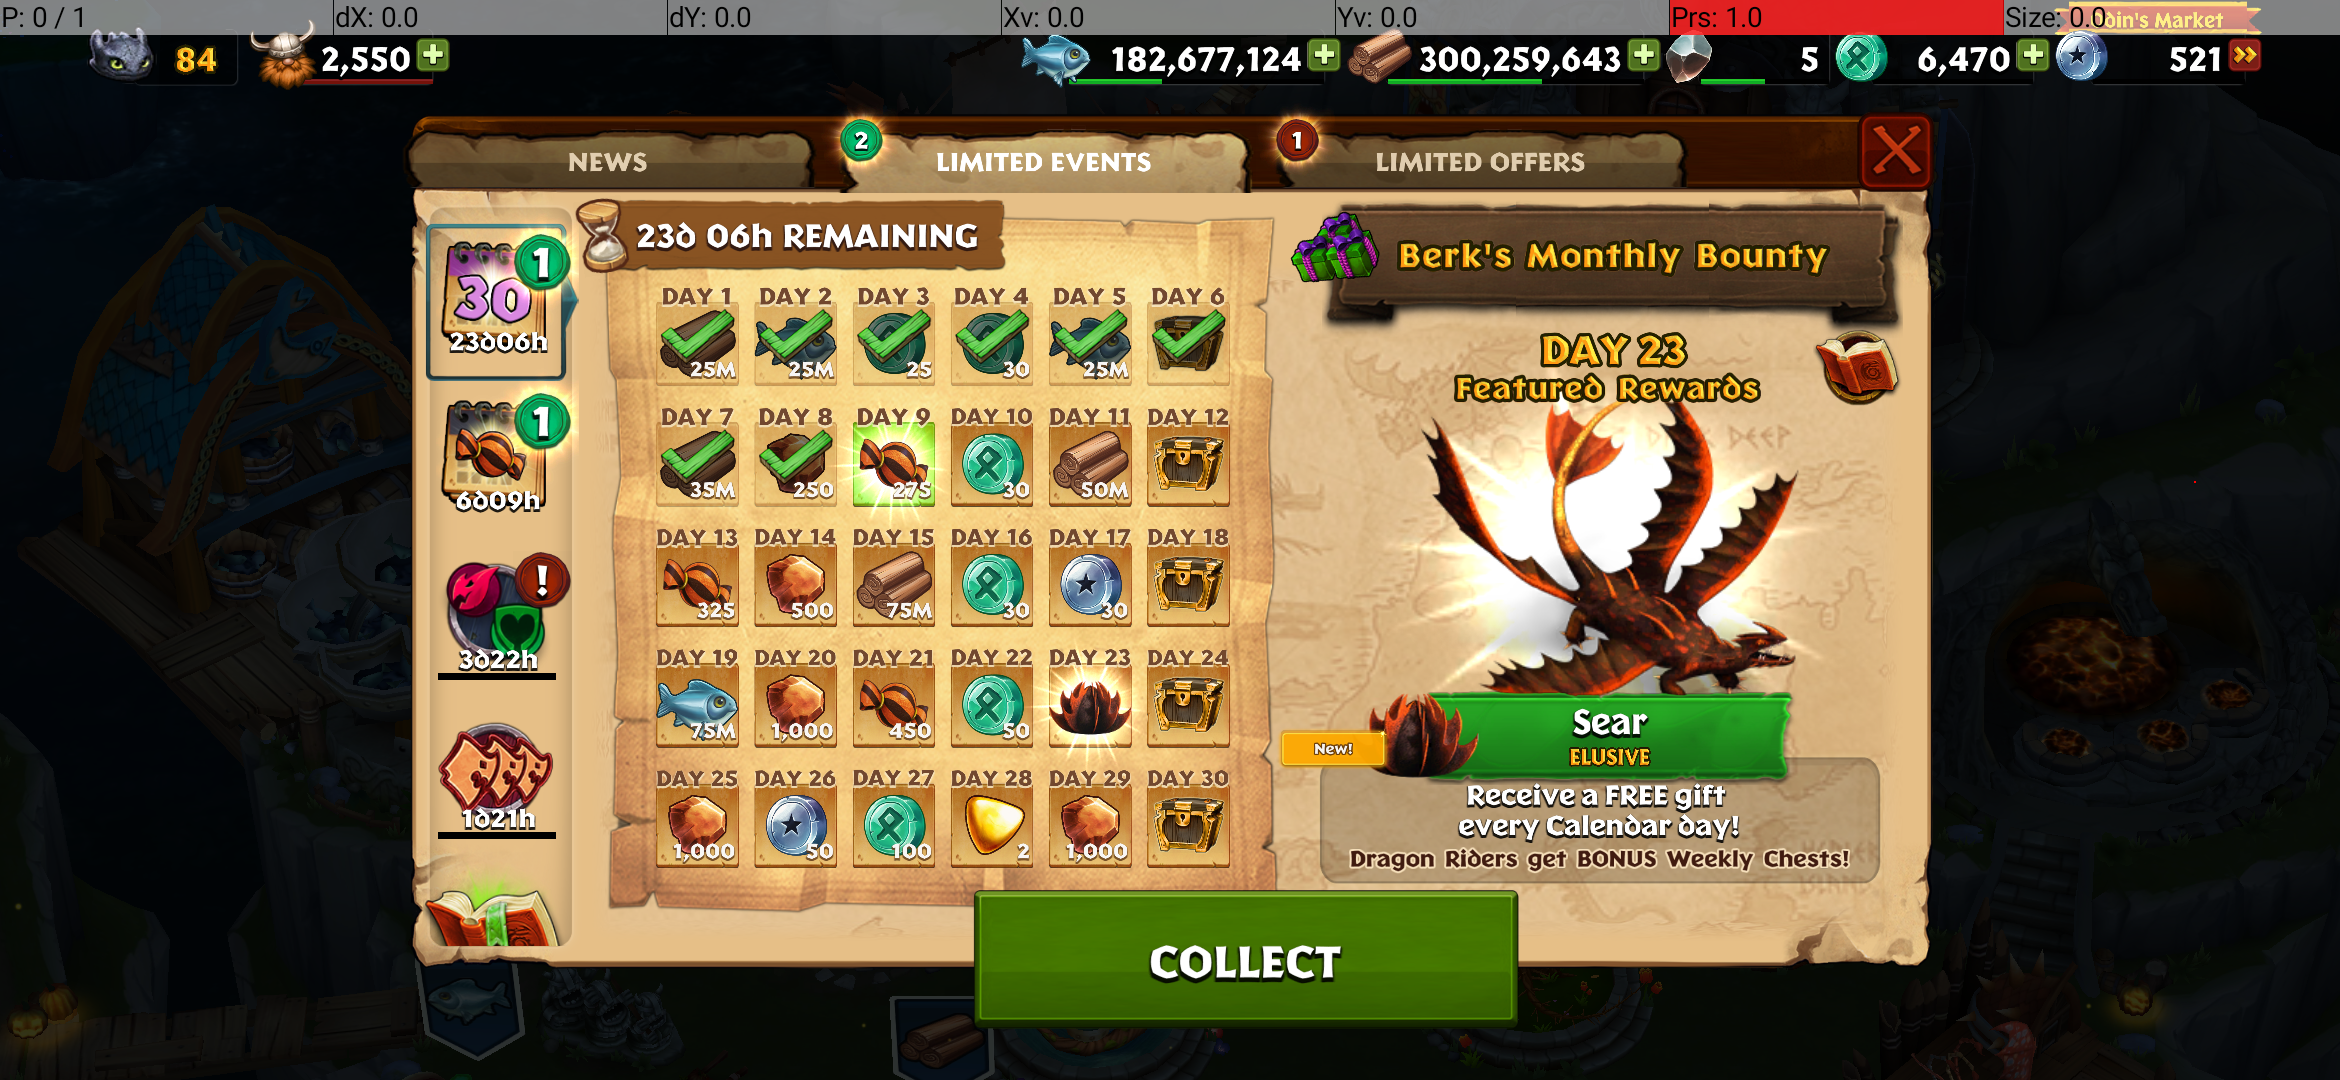 P: 0 / 1
dX: 0.0
dY: 0.0
Xv: 0.0
Yv: 0.0
Prs: 1.0
Size: 0.0
Market
84
2,550
182,677,124
300,259,643
5
6,470
521
NEWS
2
LIMITED EVENTS
1
LIMITED OFFERS
30
1
23d06h
1
6d09h
!
3d22h
1d21h
23d 06h REMAINING
DAY 1
DAY 2
DAY 3
DAY 4
DAY 5
DAY 6
25M
25M
25
30
25M
DAY 7
DAY 8
DAY 9
DAY 10
DAY 11
DAY 12
35M
250
275
30
50M
DAY 13
DAY 14
DAY 15
DAY 16
DAY 17
DAY 18
325
500
75M
30
30
DAY 19
DAY 20
DAY 21
DAY 22
DAY 23
DAY 24
75M
1,000
450
50
DAY 25
DAY 26
DAY 27
DAY 28
DAY 29
DAY 30
1,000
50
100
2
1,000
Berk's Monthly Bounty
DAY 23
Featured Rewards
New!
Sear
ELUSIVE
Receive a FREE gift
every Calendar day!
Dragon Riders get BONUS Weekly Chests!
COLLECT